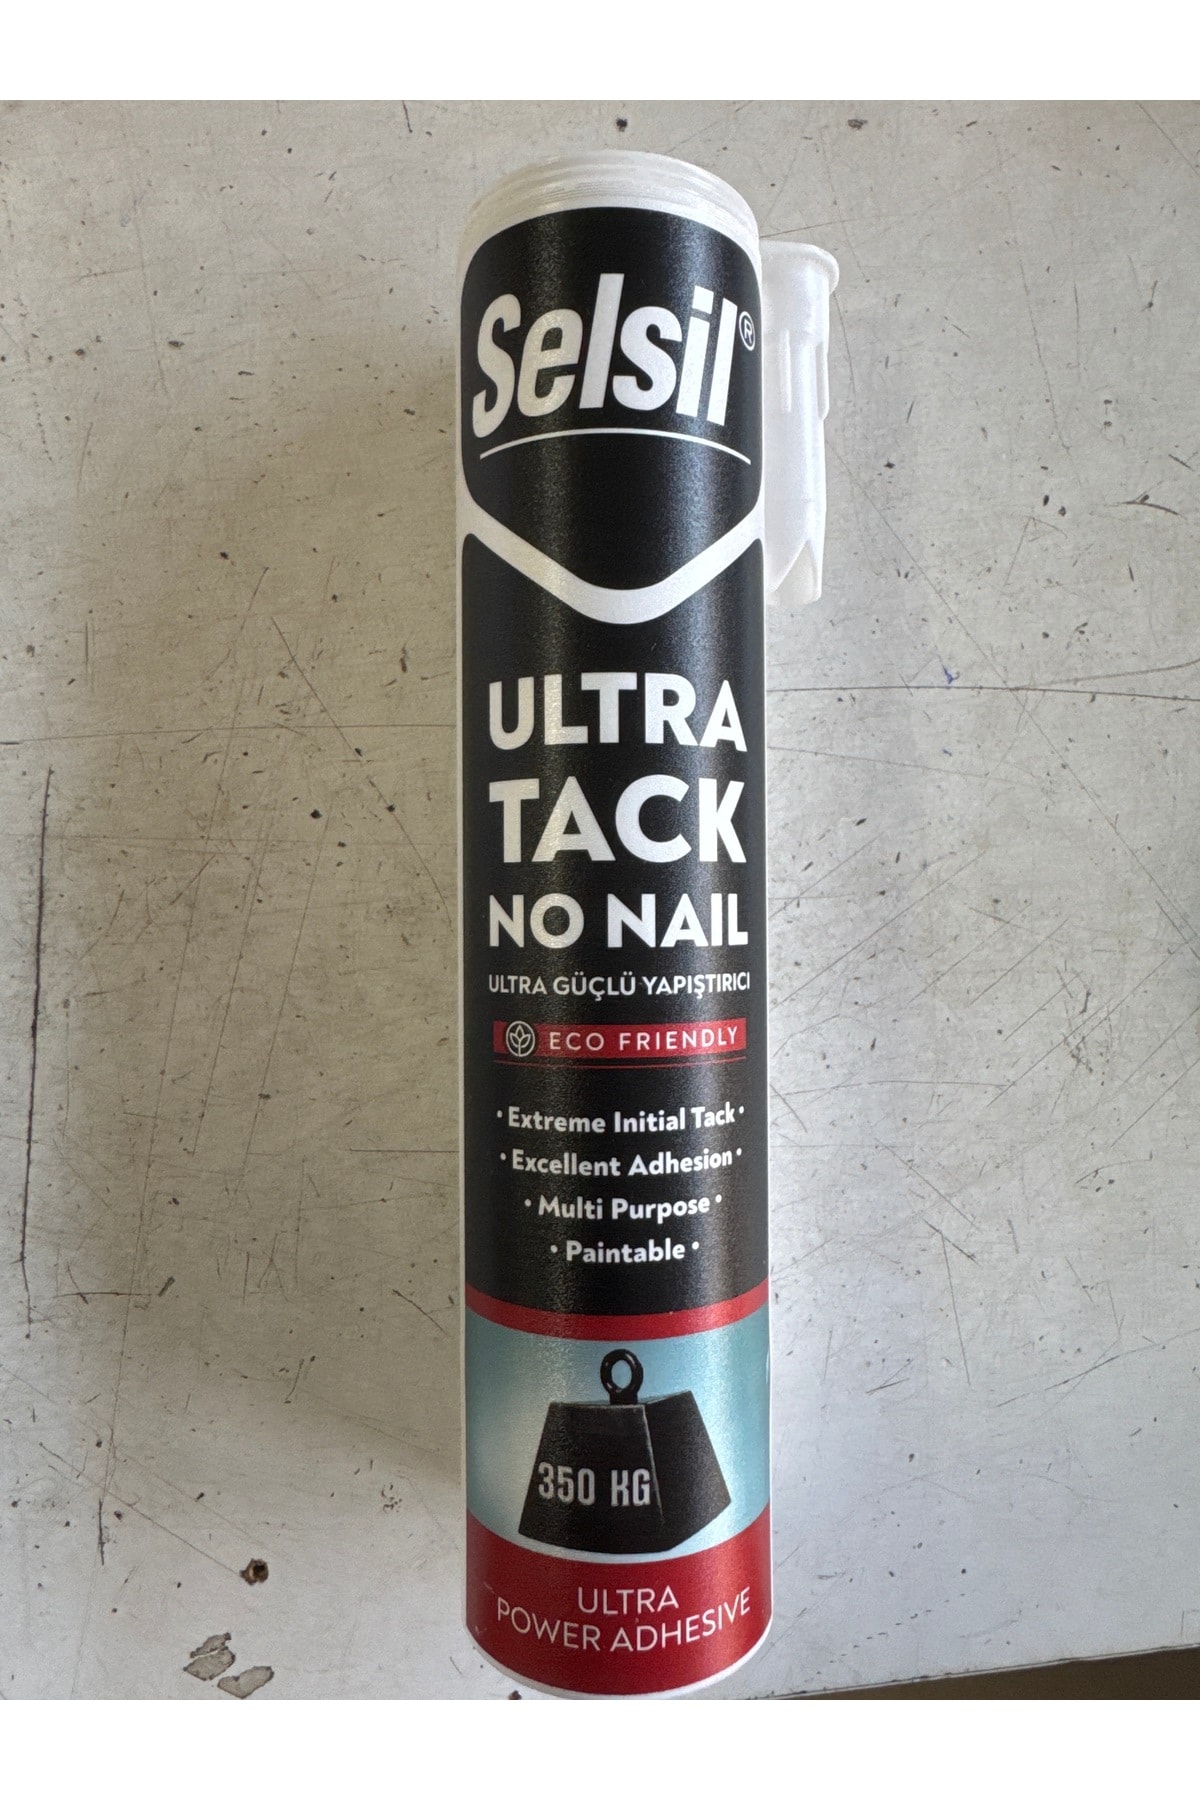 Selsil®
ULTRA
TACK
NO NAIL
ULTRA GÜÇLÜ YAPIŞTIRICI
ECO FRIENDLY
• Extreme Initial Tack •
• Excellent Adhesion •
• Multi Purpose •
• Paintable •
350 KG
ULTRA
POWER ADHESIVE